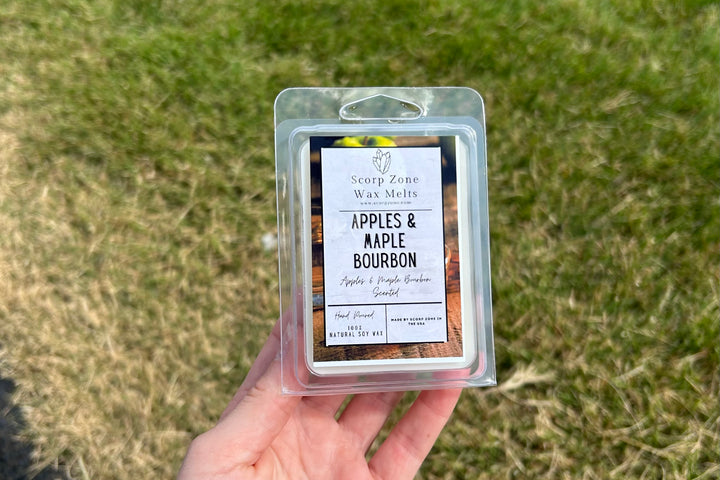 Scorp Zone
Wax Melts
www.scorpzone.com
APPLES &
MAPLE
BOURBON
Apples & Maple Bourbon
Scented
Hand Poured
100%
NATURAL SOY WAX
MADE BY SCORP ZONE IN
THE USA